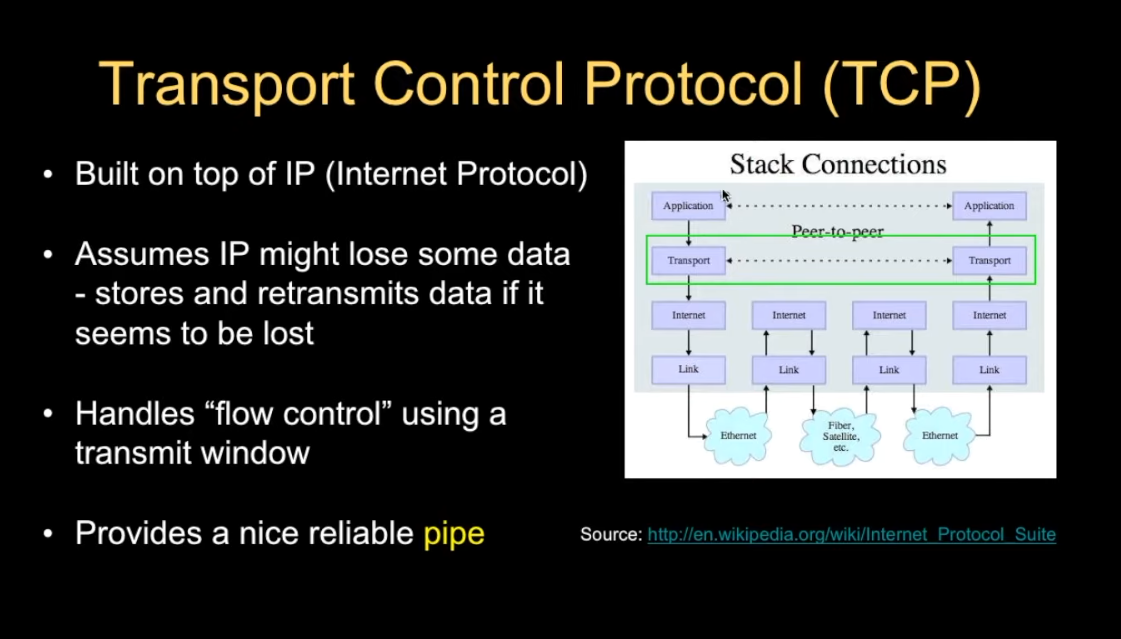 Transport Control Protocol (TCP)
• Built on top of IP (Internet Protocol)
• Assumes IP might lose some data
- stores and retransmits data if it
seems to be lost
• Handles “flow control” using a
transmit window
• Provides a nice reliable pipe
Stack Connections
Application
Application
Peer-to-peer
Transport
Transport
Internet
Internet
Internet
Internet
Link
Link
Link
Link
Ethernet
Fiber,
Satellite,
etc.
Ethernet
Source: http://en.wikipedia.org/wiki/Internet_Protocol_Suite